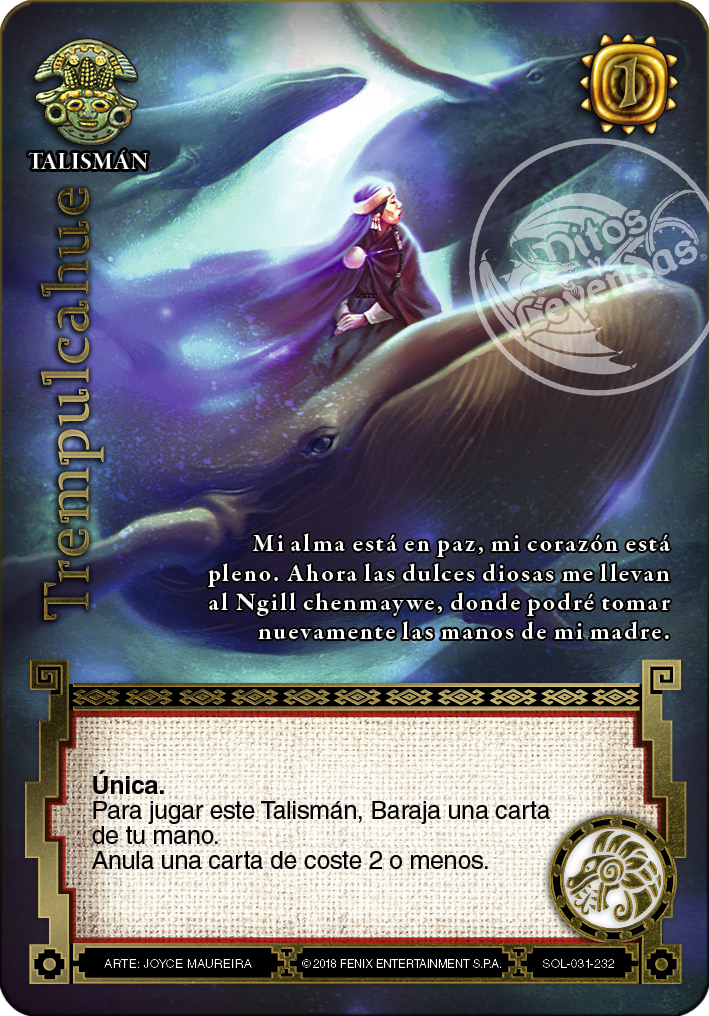 TALISMÁN
1
Mitos
y
Leyendas
®
Trempulcahue
Mi alma está en paz, mi corazón está
pleno. Ahora las dulces diosas me llevan
al Ngill chenmaywe, donde podré tomar
nuevamente las manos de mi madre.
Única.
Para jugar este Talismán, Baraja una carta
de tu mano.
Anula una carta de coste 2 o menos.
ARTE: JOYCE MAUREIRA
© 2018 FENIX ENTERTAINMENT S.P.A.
SOL-031-232